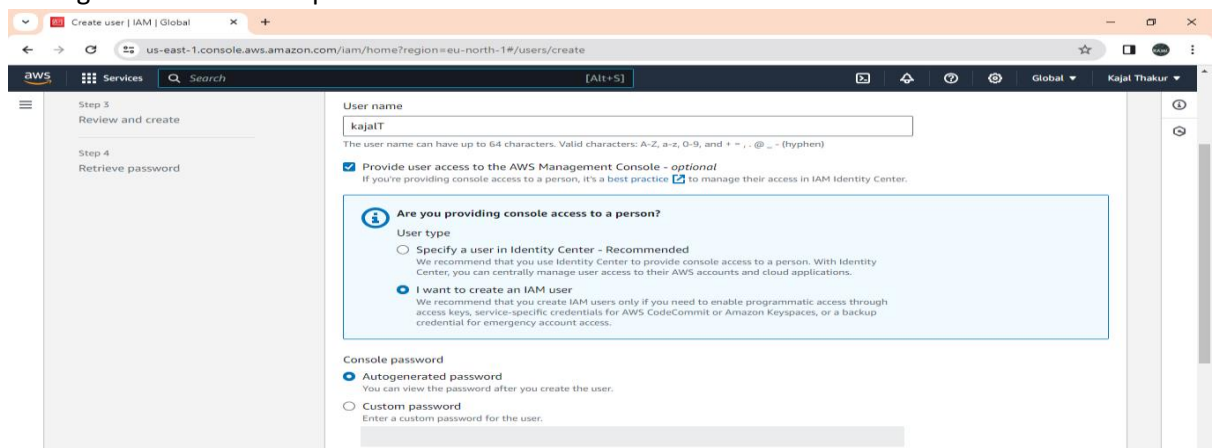 Create user | IAM | Global
us-east-1.console.aws.amazon.com/iam/home?region=eu-north-1#/users/create
aws Services Search [Alt+S] Global Kajal Thakur
Step 3
Review and create
Step 4
Retrieve password
User name
kajalT
The user name can have up to 64 characters. Valid characters: A-Z, a-z, 0-9, and + = , . @ _ - (hyphen)
Provide user access to the AWS Management Console - optional
If you're providing console access to a person, it's a best practice to manage their access in IAM Identity Center.
Are you providing console access to a person?
User type
Specify a user in Identity Center - Recommended
We recommend that you use Identity Center to provide console access to a person. With Identity
Center, you can centrally manage user access to their AWS accounts and cloud applications.
I want to create an IAM user
We recommend that you create IAM users only if you need to enable programmatic access through
access keys, service-specific credentials for AWS CodeCommit or Amazon Keyspaces, or a backup
credential for emergency account access.
Console password
Autogenerated password
You can view the password after you create the user.
Custom password
Enter a custom password for the user.